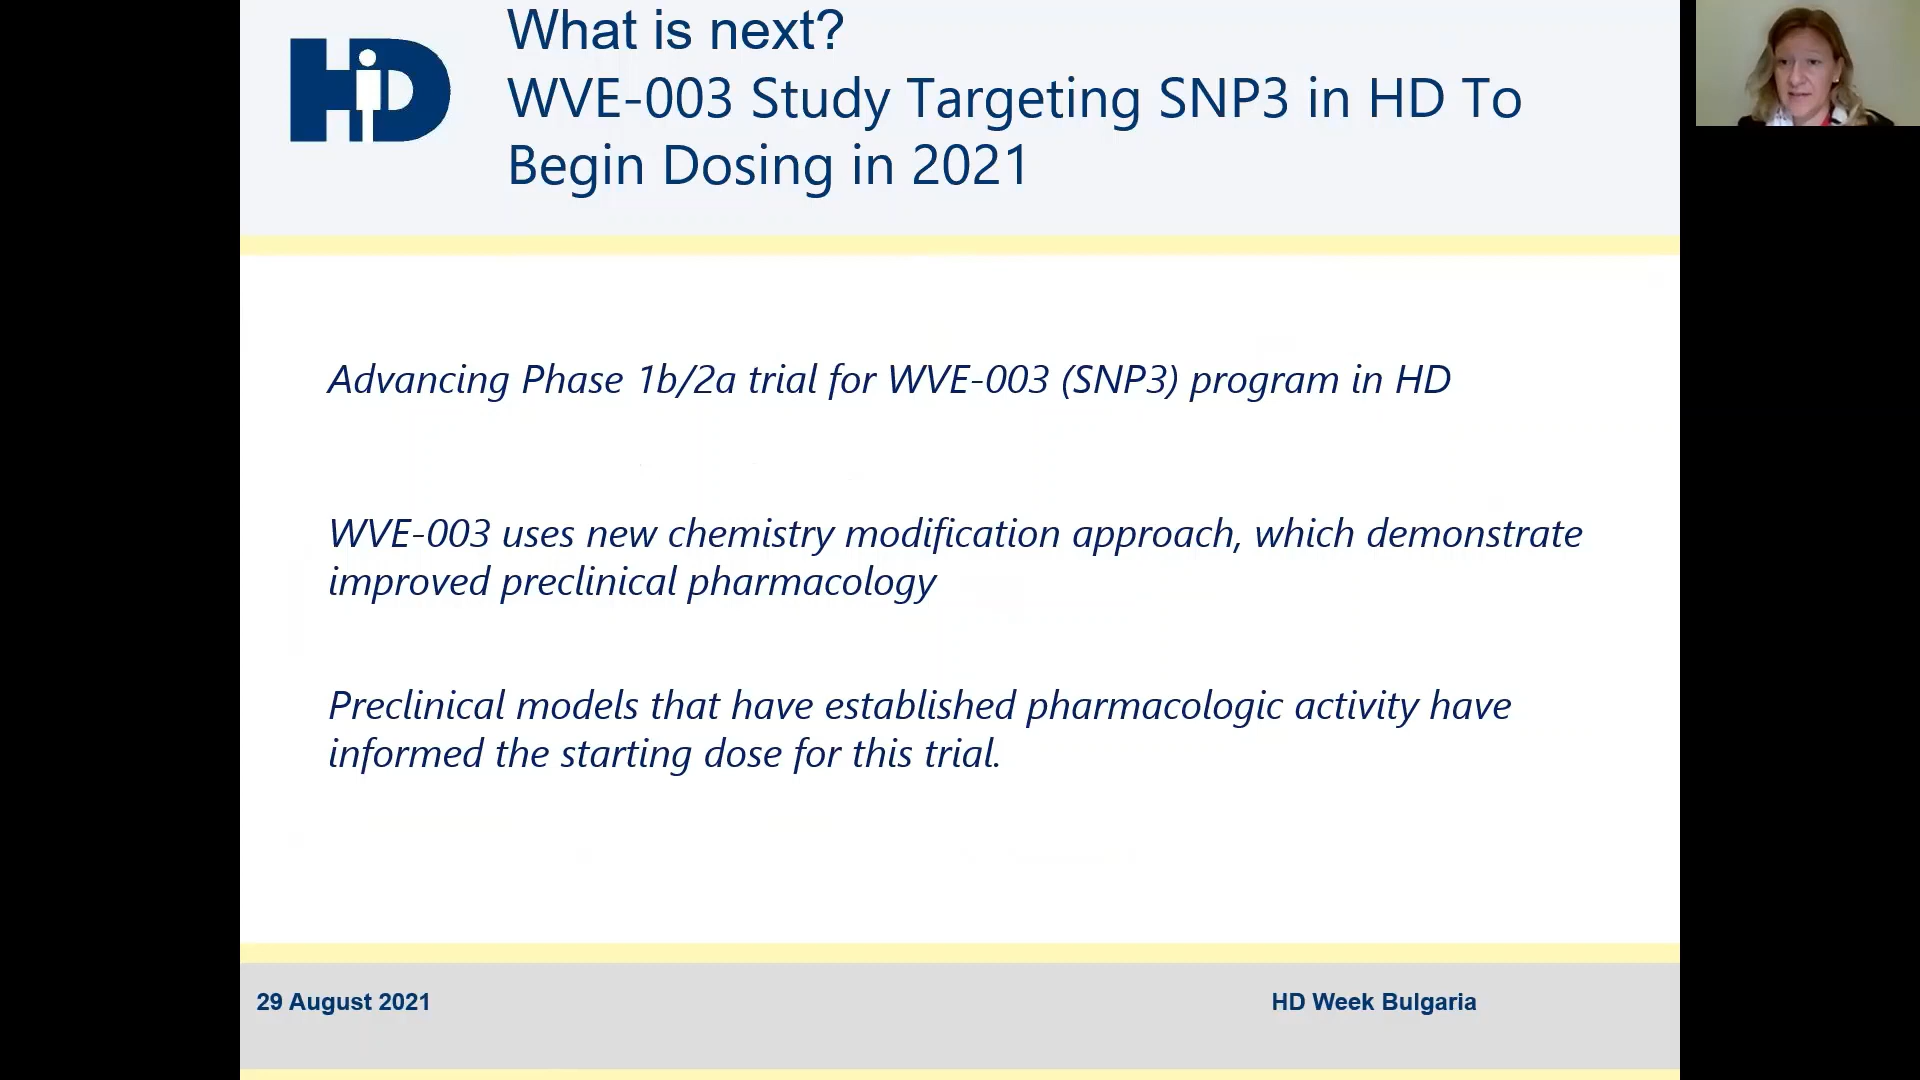 HD
What is next?
WVE-003 Study Targeting SNP3 in HD To
Begin Dosing in 2021
Advancing Phase 1b/2a trial for WVE-003 (SNP3) program in HD
WVE-003 uses new chemistry modification approach, which demonstrate
improved preclinical pharmacology
Preclinical models that have established pharmacologic activity have
informed the starting dose for this trial.
29 August 2021
HD Week Bulgaria